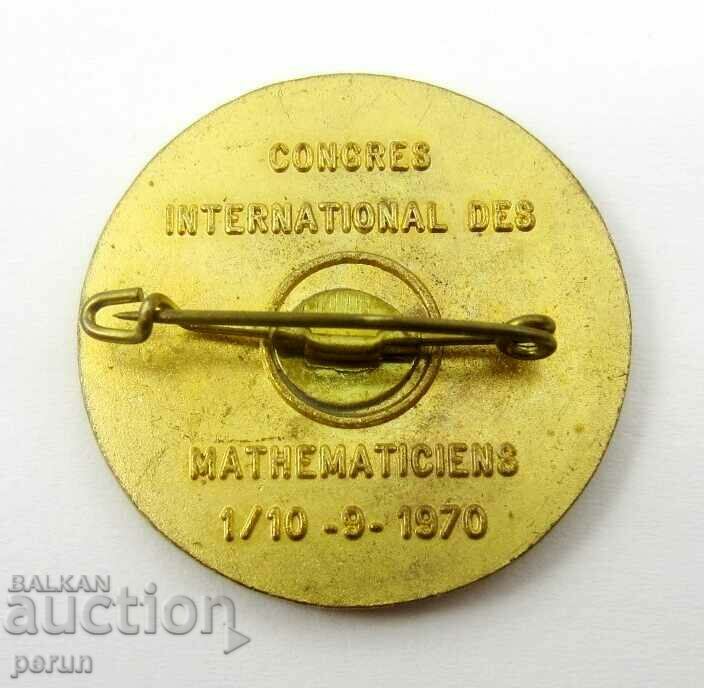 CONGRES
INTERNATIONAL DES
MATHEMATICIENS
1/10 -9- 1970
BALKAN
auction
perun